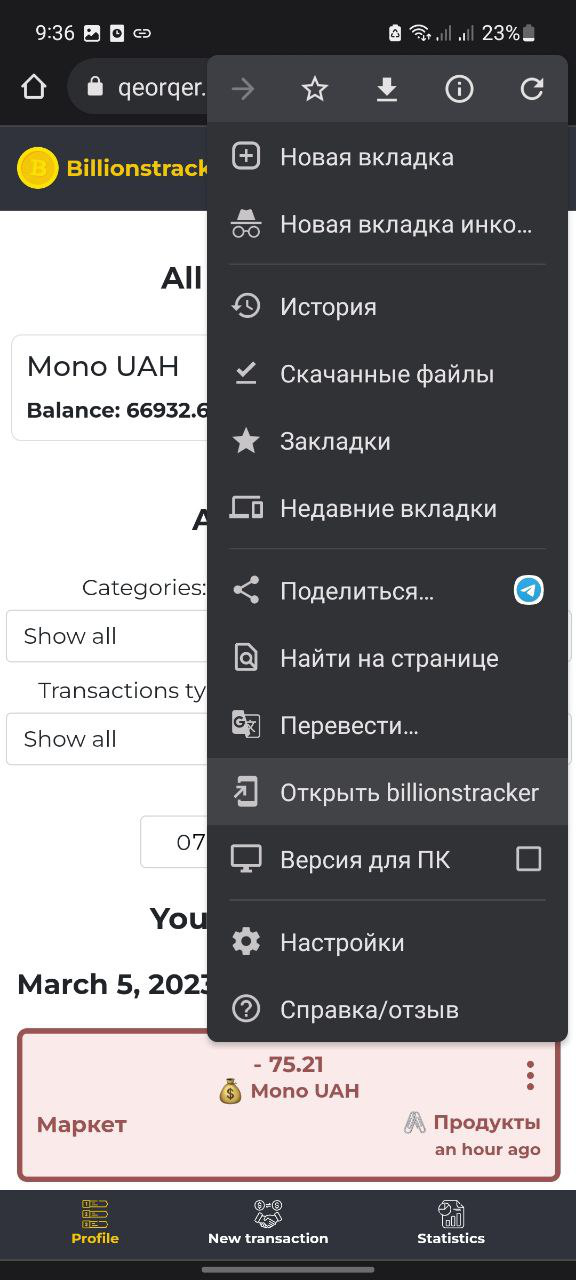 9:36
23%
qeorqer.
Billionstrack
Новая вкладка
Новая вкладка инко...
All
История
Mono UAH
Скачанные файлы
Balance: 66932.6
Закладки
Недавние вкладки
A
Categories:
Поделиться...
Show all
Найти на странице
Transactions ty
Перевести...
Show all
Открыть billionstracker
07
Версия для ПК
You
Настройки
March 5, 2023
Справка/отзыв
- 75.21
Mono UAH
Маркет
Продукты
an hour ago
Profile
New transaction
Statistics